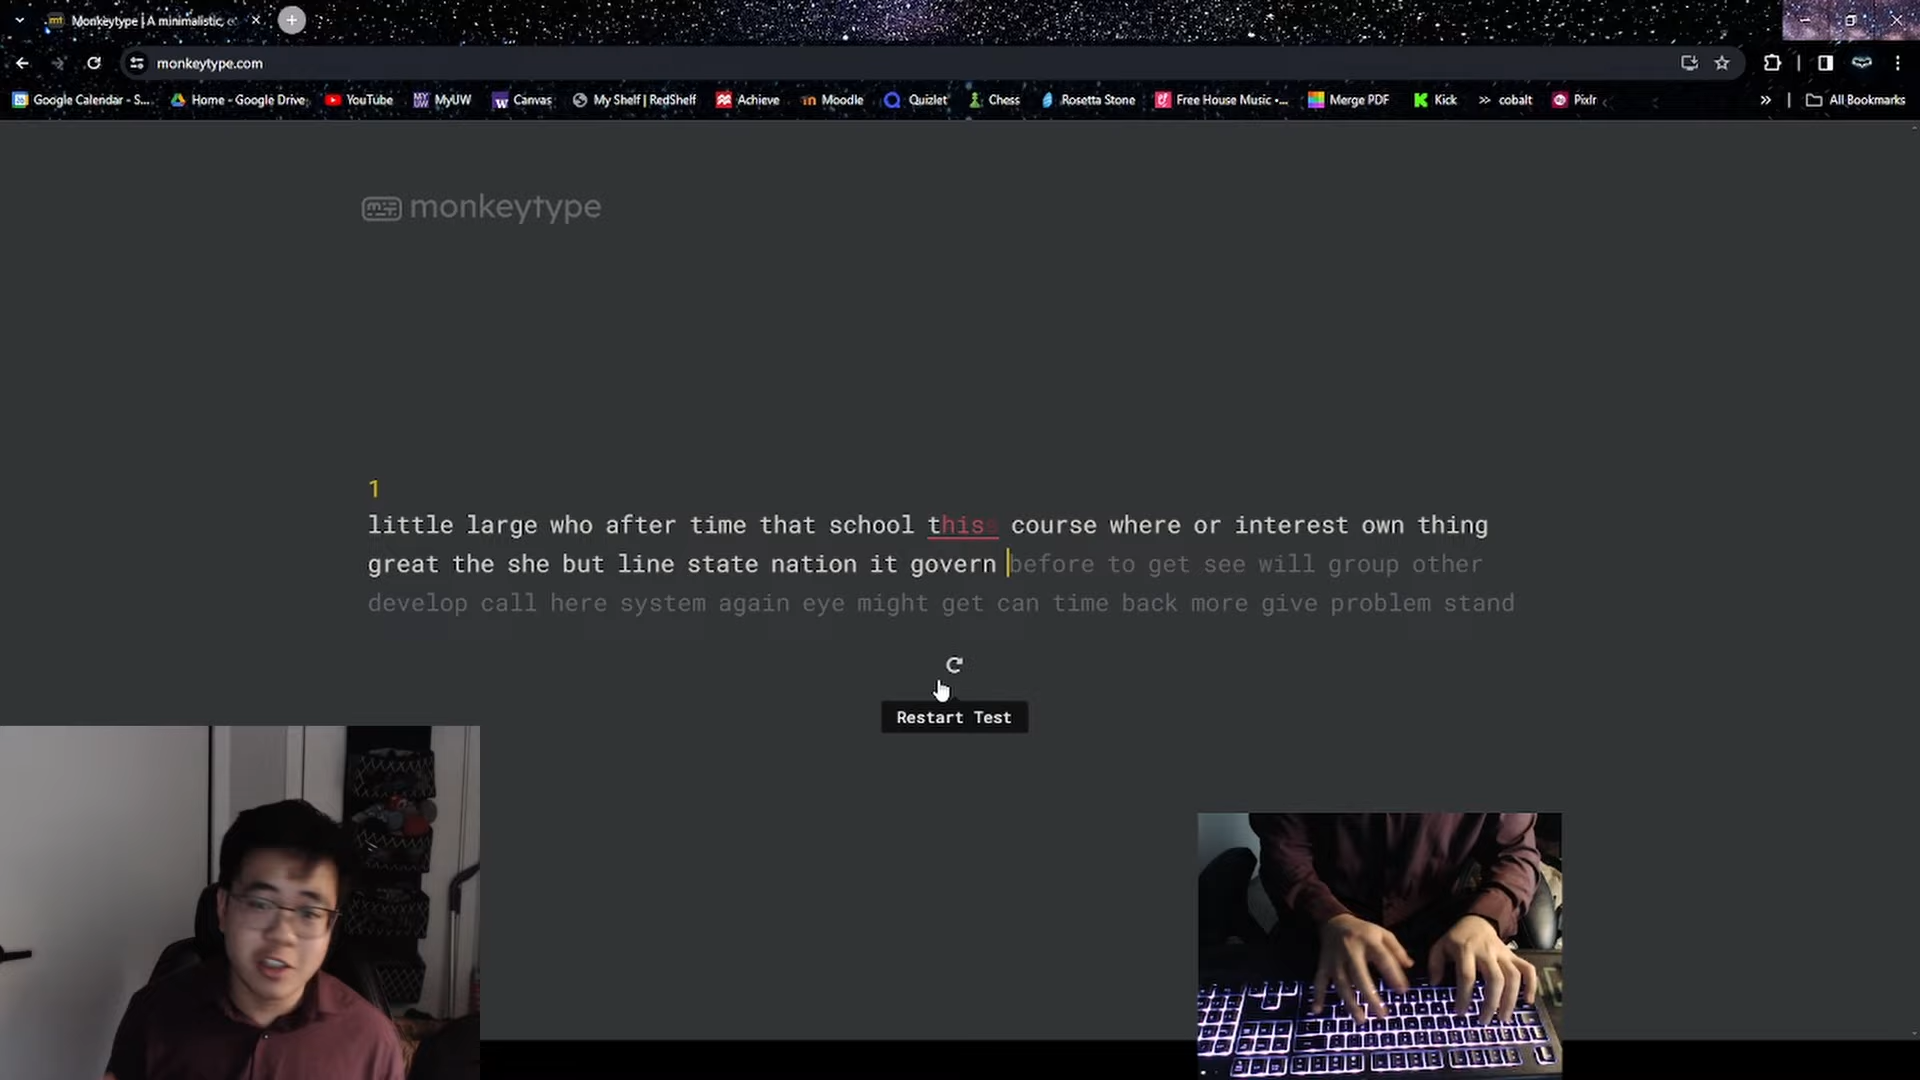 Monkeytype | A minimalistic, c
monkeytype.com
Google Calendar - S... Home - Google Drive YouTube MyUW Canvas My Shelf | RedShelf Achieve Moodle Quizlet Chess Rosetta Stone Free House Music •... Merge PDF Kick cobalt Pixlr All Bookmarks
monkeytype
1
little large who after time that school this course where or interest own thing
great the she but line state nation it govern before to get see will group other
develop call here system again eye might get can time back more give problem stand
Restart Test